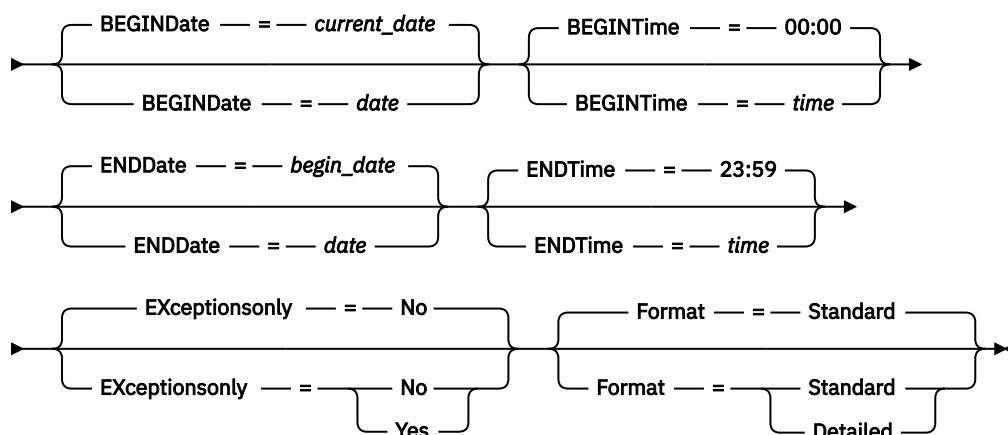 BEGINDate = current_date BEGINTime = 00:00
BEGINDate = date BEGINTime = time
ENDDate = begin_date ENDTime = 23:59
ENDDate = date ENDTime = time
EXceptionsonly = No Format = Standard
EXceptionsonly = No Format = Standard
Yes Detailed